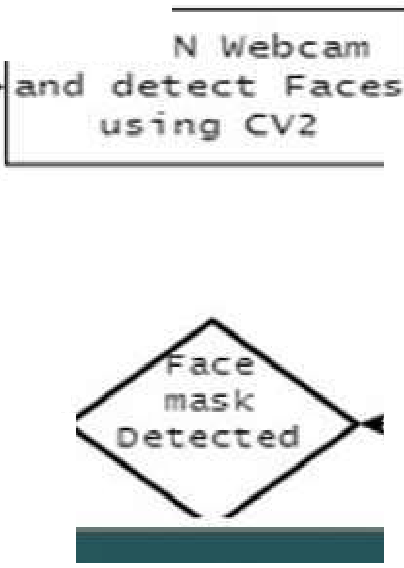 N Webcam
and detect Faces
using CV2
Face
mask
Detected